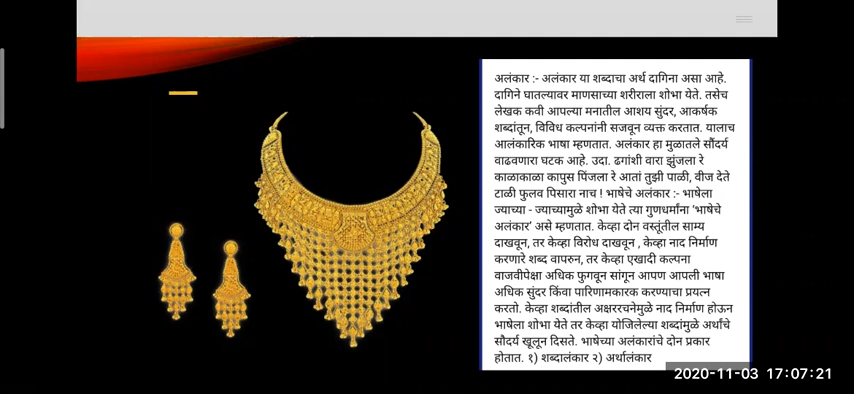 अलंकार :- अलंकार या शब्दाचा अर्थ दागिना असा आहे.
दागिने घातल्यावर माणसाच्या शरीराला शोभा येते. तसेच
लेखक कवी आपल्या मनातील आशय सुंदर, आकर्षक
शब्दांतून, विविध कल्पनांनी सजवून व्यक्त करतात. यालाच
आलंकारिक भाषा म्हणतात. अलंकार हा मुळातले सौंदर्य
वाढवणारा घटक आहे. उदा. ढगांशी वारा झुंजला रे
काळाकाळा कापुस पिंजला रे आतां तुझी पाळी, वीज देते
टाळी फुलव पिसारा नाच ! भाषेचे अलंकार :- भाषेला
ज्याच्या - ज्याच्यामुळे शोभा येते त्या गुणधर्मांना 'भाषेचे
अलंकार' असे म्हणतात. केव्हा दोन वस्तूंतील साम्य
दाखवून, तर केव्हा विरोध दाखवून , केव्हा नाद निर्माण
करणारे शब्द वापरुन, तर केव्हा एखादी कल्पना
वाजवीपेक्षा अधिक फुगवून सांगून आपण आपली भाषा
अधिक सुंदर किंवा पारिणामकारक करण्याचा प्रयत्न
करतो. केव्हा शब्दांतील अक्षररचनेमुळे नाद निर्माण होऊन
भाषेला शोभा येते तर केव्हा योजिलेल्या शब्दांमुळे अर्थांचे
सौदर्य खूलून दिसते. भाषेच्या अलंकारांचे दोन प्रकार
होतात. १) शब्दालंकार २) अर्थालंकार
2020-11-03 17:07:21